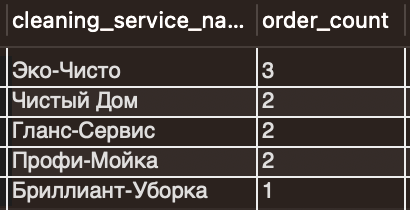 cleaning_service_na... order_count
Эко-Чисто 3
Чистый Дом 2
Гланс-Сервис 2
Профи-Мойка 2
Бриллиант-Уборка 1